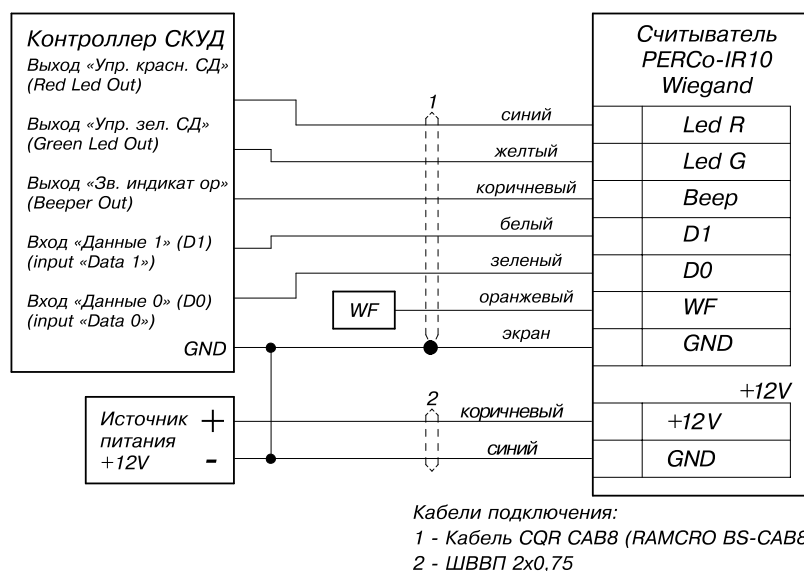 Контроллер СКУД
Выход «Упр. красн. СД»
(Red Led Out)
Выход «Упр. зел. СД»
(Green Led Out)
Выход «Зв. индикат ор»
(Beeper Out)
Вход «Данные 1» (D1)
(input «Data 1»)
Вход «Данные 0» (D0)
(input «Data 0»)
GND
1
синий
желтый
коричневый
белый
зеленый
оранжевый
WF
экран
Считыватель
PERCo-IR10
Wiegand
Led R
Led G
Beep
D1
D0
WF
GND
+12V
+12V
GND
Источник
питания
+12V
+
-
2
коричневый
синий
Кабели подключения:
1 - Кабель CQR CAB8 (RAMCRO BS-CAB8
2 - ШВВП 2х0,75